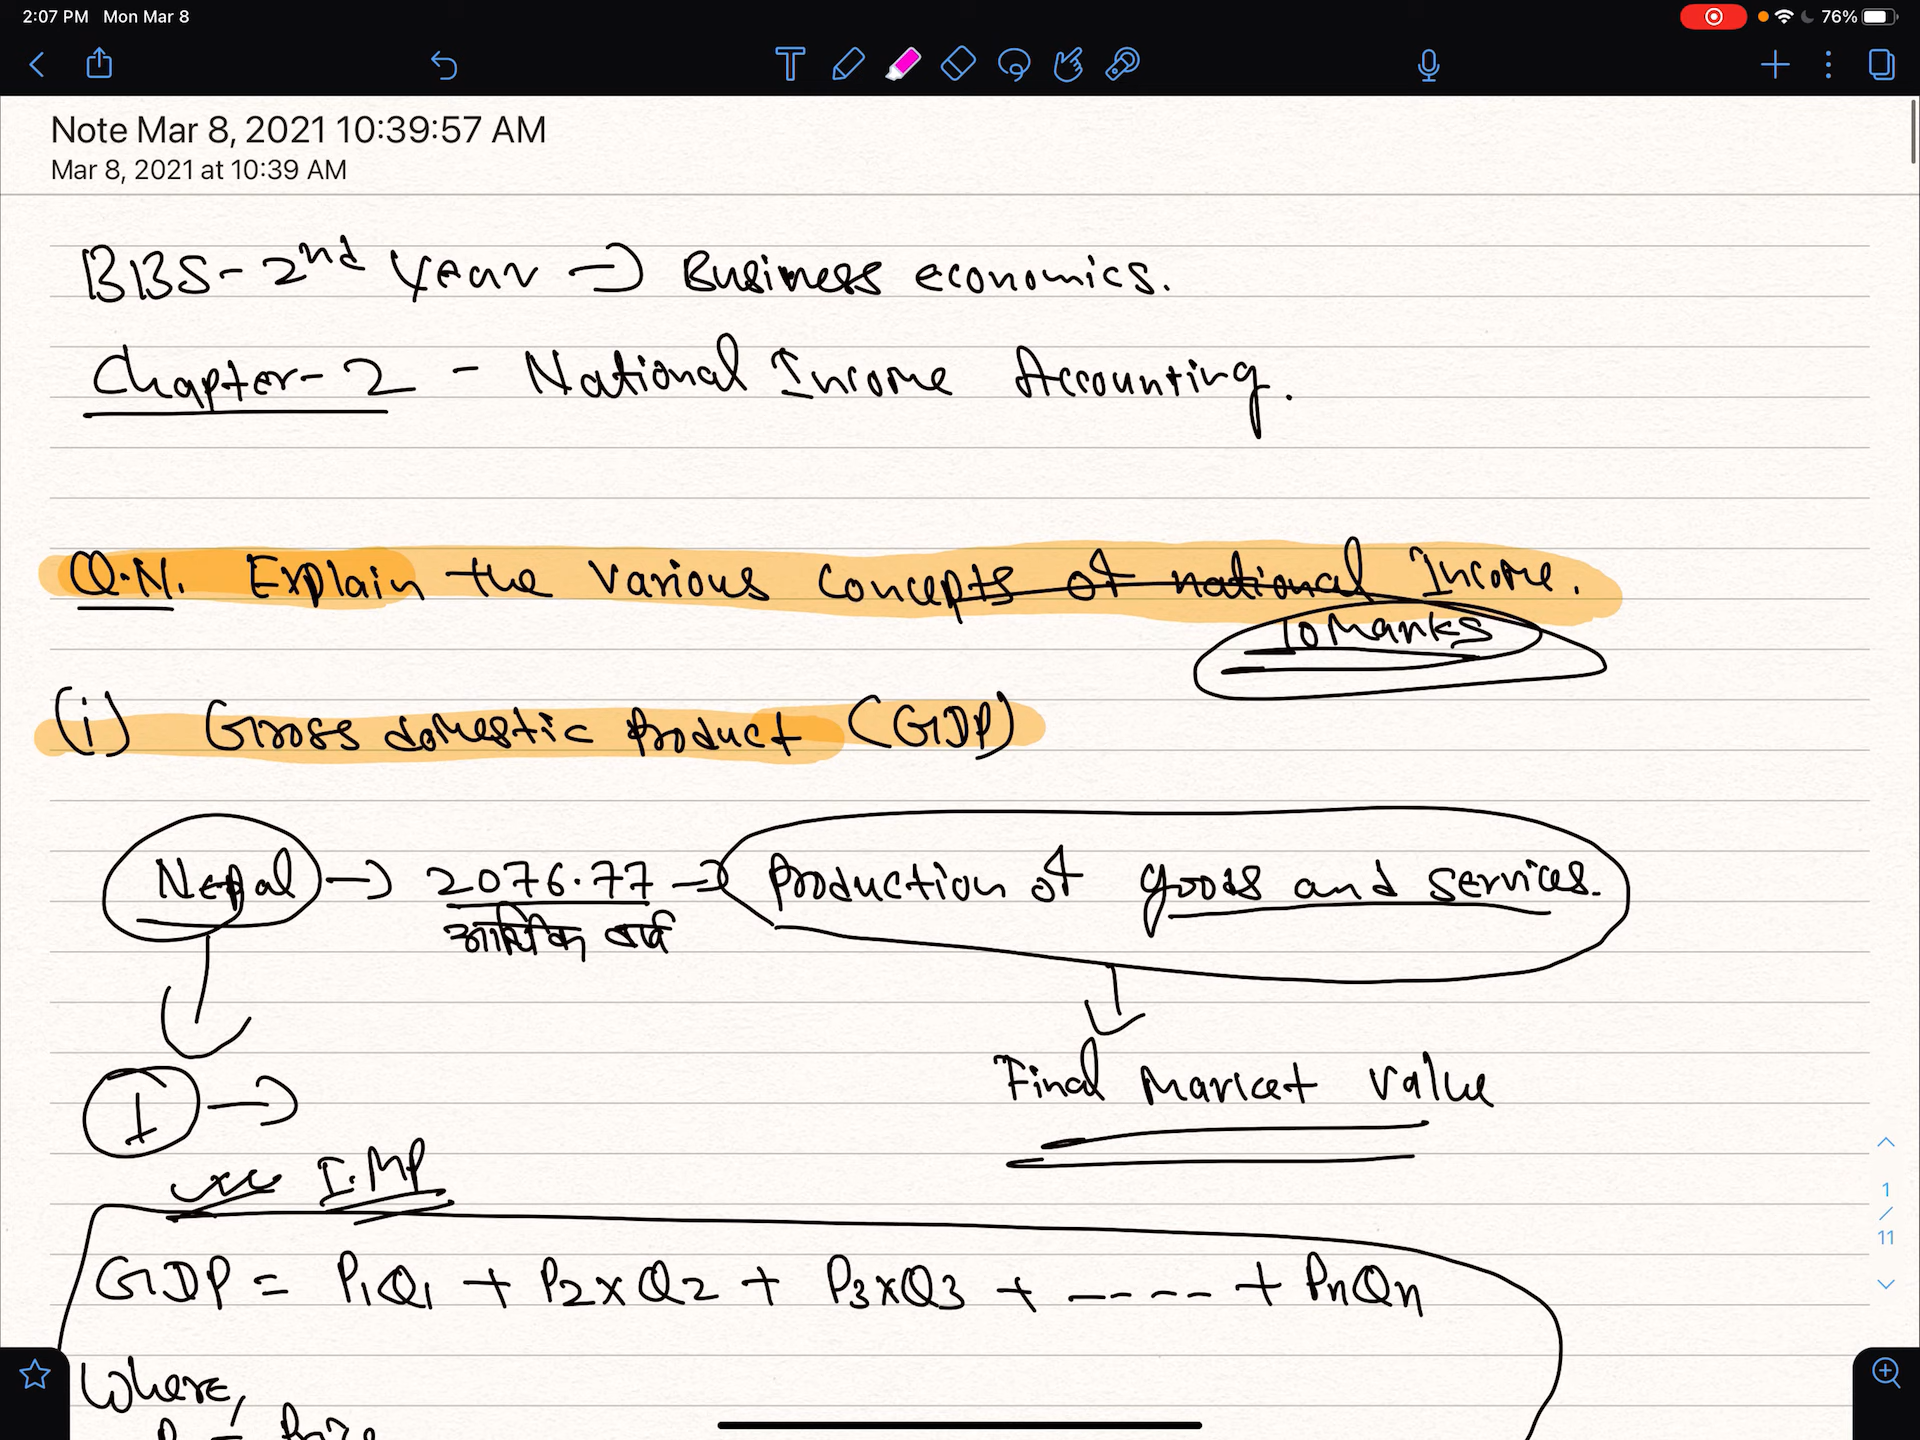 2:07 PM Mon Mar 8
76%
Note Mar 8, 2021 10:39:57 AM
Mar 8, 2021 at 10:39 AM
BBS - 2nd Year → Business economics.
Chapter - 2 - National Income Accounting.
Q.N. Explain the various concepts of national Income.
10 Marks
(i) Gross domestic product (GDP)
Nepal → 2076.77 → Production of goods and services.
आर्थिक वर्ष
Final Market Value
1 →
I.MP
GDP = P1Q1 + P2xQ2 + P3xQ3 + ---- + PnQn
Where,
1
/
11